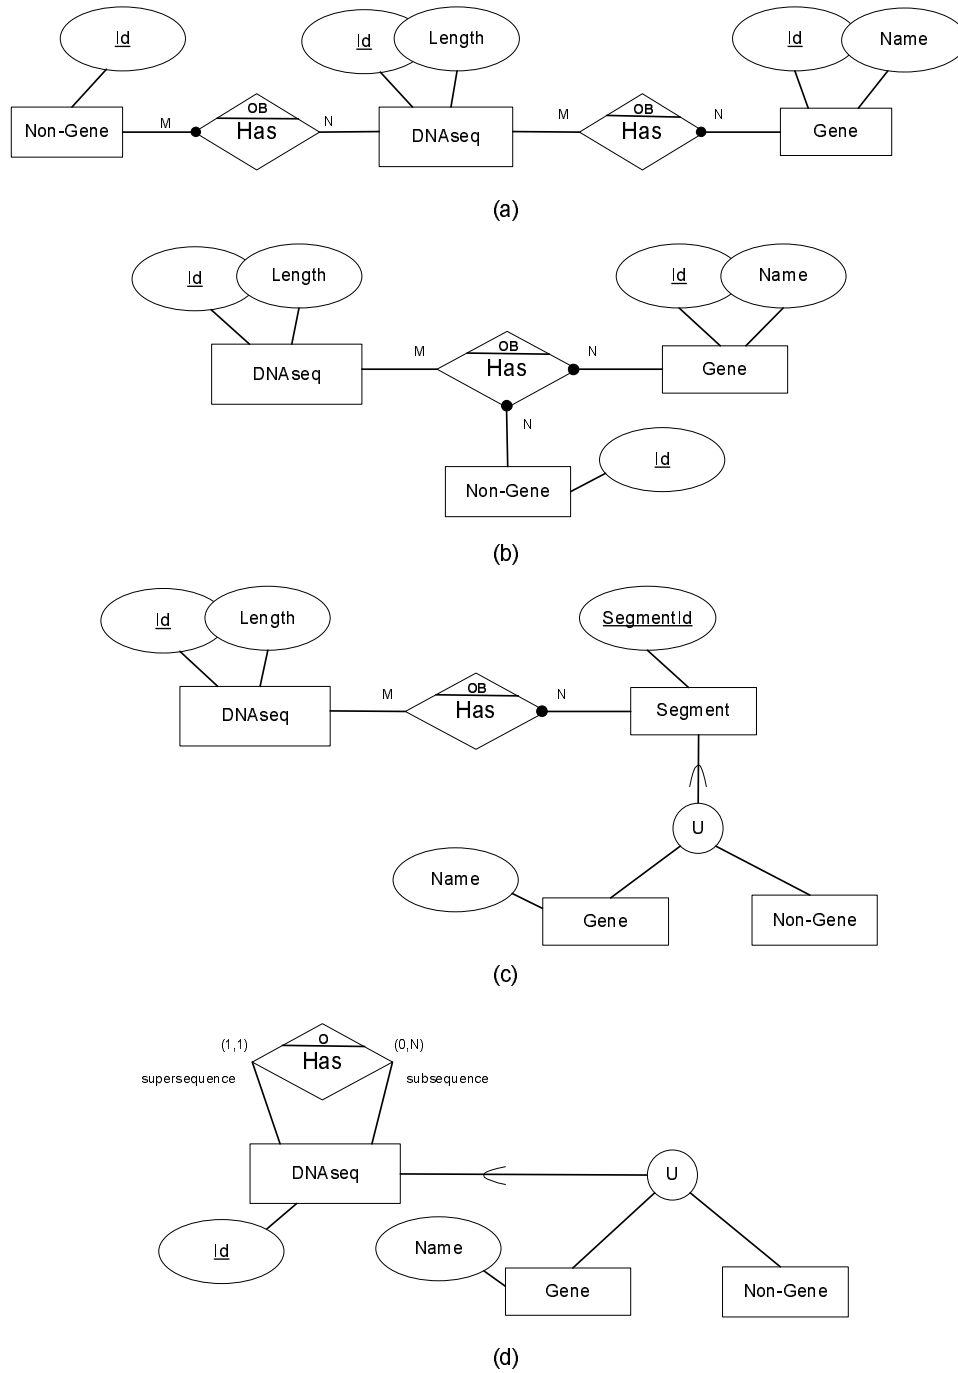 Id Id Length Id Name
Non-Gene M OB Has N DNAseq M OB Has N Gene
(a)
Id Length Id Name
DNAseq M OB Has N Gene
N
Non-Gene Id
(b)
Id Length SegmentId
DNAseq M OB Has N Segment
U
Name
Gene Non-Gene
(c)
(1,1) O Has (0,N)
supersequence subsequence
DNAseq U
Id Name
Gene Non-Gene
(d)